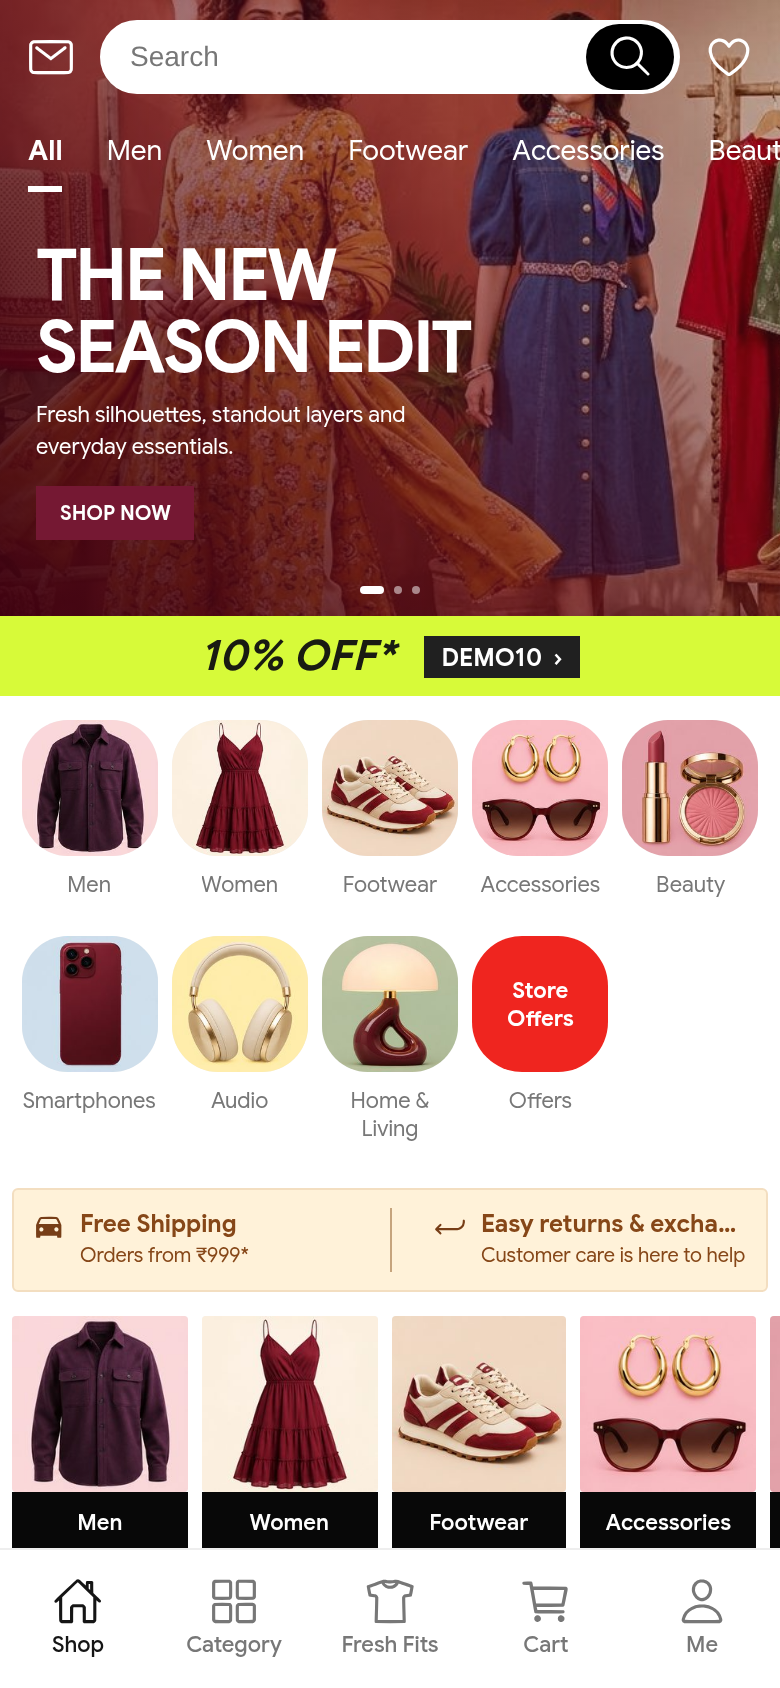 Search
All Men Women Footwear Accessories Beaut
THE NEW
SEASON EDIT
Fresh silhouettes, standout layers and
everyday essentials.
SHOP NOW
10% OFF* DEMO10 ›
Men Women Footwear Accessories Beauty
Store
Offers
Smartphones Audio Home & Offers
Living
Free Shipping Easy returns & excha...
Orders from ₹999* Customer care is here to help
Men Women Footwear Accessories
Shop Category Fresh Fits Cart Me